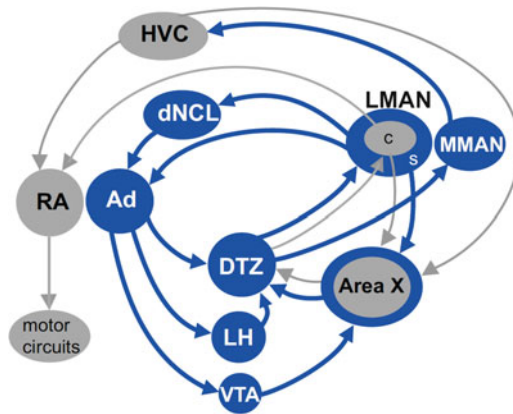 HVC
LMAN
dNCL
C
S
MMAN
RA
Ad
DTZ
Area X
motor
circuits
LH
VTA